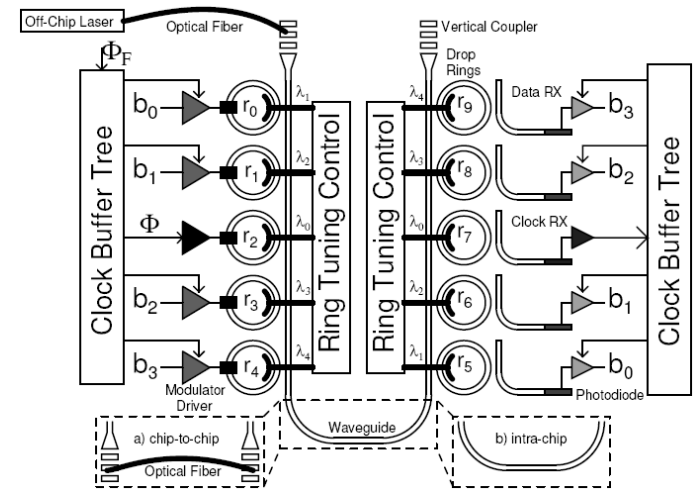 Off-Chip Laser
Optical Fiber
Vertical Coupler
Φ_F
Drop
Rings
Clock Buffer Tree
b₀
r₀
λ₁
Ring Tuning Control
Ring Tuning Control
λ₄
r₉
Data RX
b₃
Clock Buffer Tree
b₁
r₁
λ₂
λ₃
r₈
b₂
Φ
r₂
λ₀
λ₀
r₇
Clock RX
b₂
r₃
λ₃
λ₂
r₆
b₁
b₃
r₄
λ₄
λ₁
r₅
b₀
Modulator
Driver
Photodiode
a) chip-to-chip
Optical Fiber
Waveguide
b) intra-chip